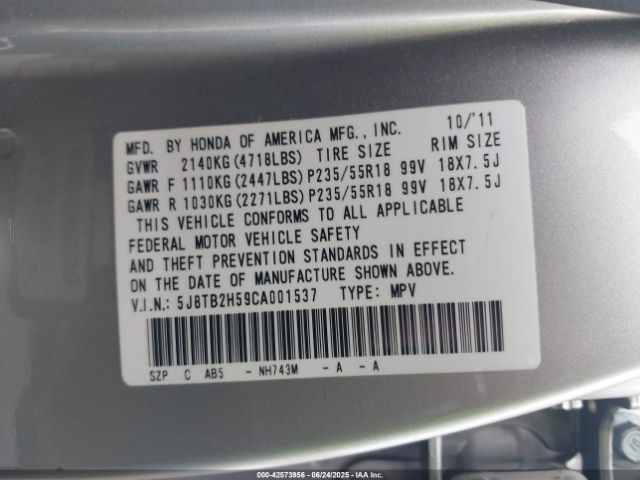 MFD. BY HONDA OF AMERICA MFG., INC. 10/'11
GVWR 2140KG(4718LBS) TIRE SIZE RIM SIZE
GAWR F 1110KG(2447LBS)P235/55R18 99V 18X7.5J
GAWR R 1030KG(2271LBS)P235/55R18 99V 18X7.5J
THIS VEHICLE CONFORMS TO ALL APPLICABLE
FEDERAL MOTOR VEHICLE SAFETY
AND THEFT PREVENTION STANDARDS IN EFFECT
ON THE DATE OF MANUFACTURE SHOWN ABOVE.
V.I.N.: 5J8TB2H59CA001537 TYPE: MPV
SZP C AB5 - NH743M - A - A
000-42573956 - 06/24/2025 - IAAI